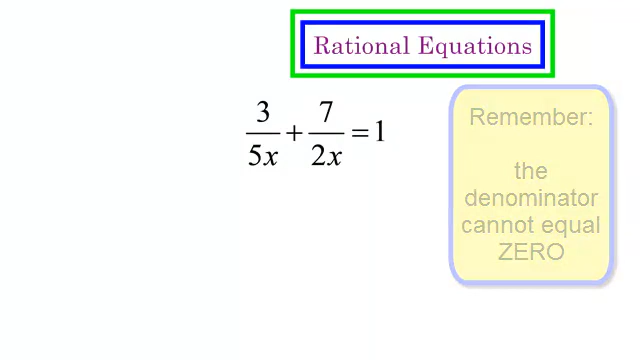 Rational Equations
3/5x + 7/2x = 1
Remember:
the
denominator
cannot equal
ZERO